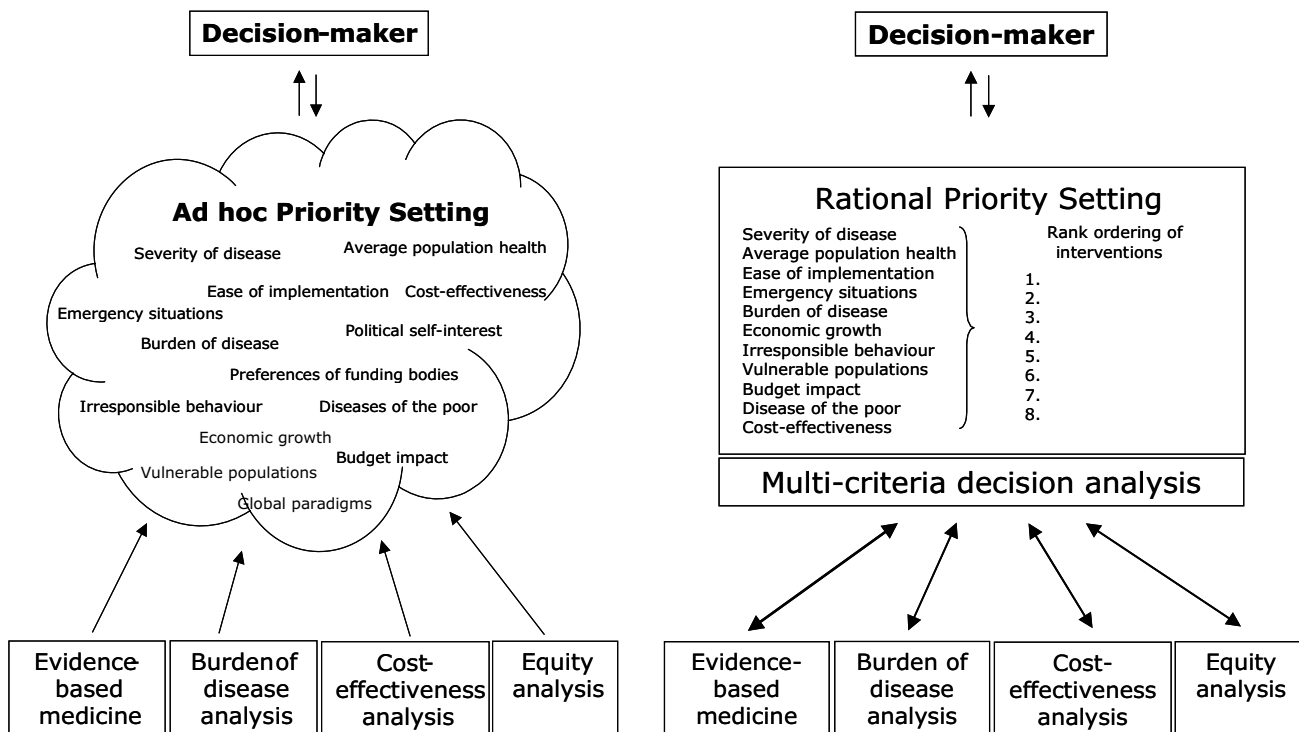 Decision-maker
Ad hoc Priority Setting
Severity of disease
Average population health
Ease of implementation
Cost-effectiveness
Emergency situations
Political self-interest
Burden of disease
Preferences of funding bodies
Irresponsible behaviour
Diseases of the poor
Economic growth
Budget impact
Vulnerable populations
Global paradigms
Evidence-
based
medicine
Burden of
disease
analysis
Cost-
effectiveness
analysis
Equity
analysis
Decision-maker
Rational Priority Setting
Severity of disease
Average population health
Ease of implementation
Emergency situations
Burden of disease
Economic growth
Irresponsible behaviour
Vulnerable populations
Budget impact
Disease of the poor
Cost-effectiveness
Rank ordering of
interventions
1.
2.
3.
4.
5.
6.
7.
8.
Multi-criteria decision analysis
Evidence-
based
medicine
Burden of
disease
analysis
Cost-
effectiveness
analysis
Equity
analysis